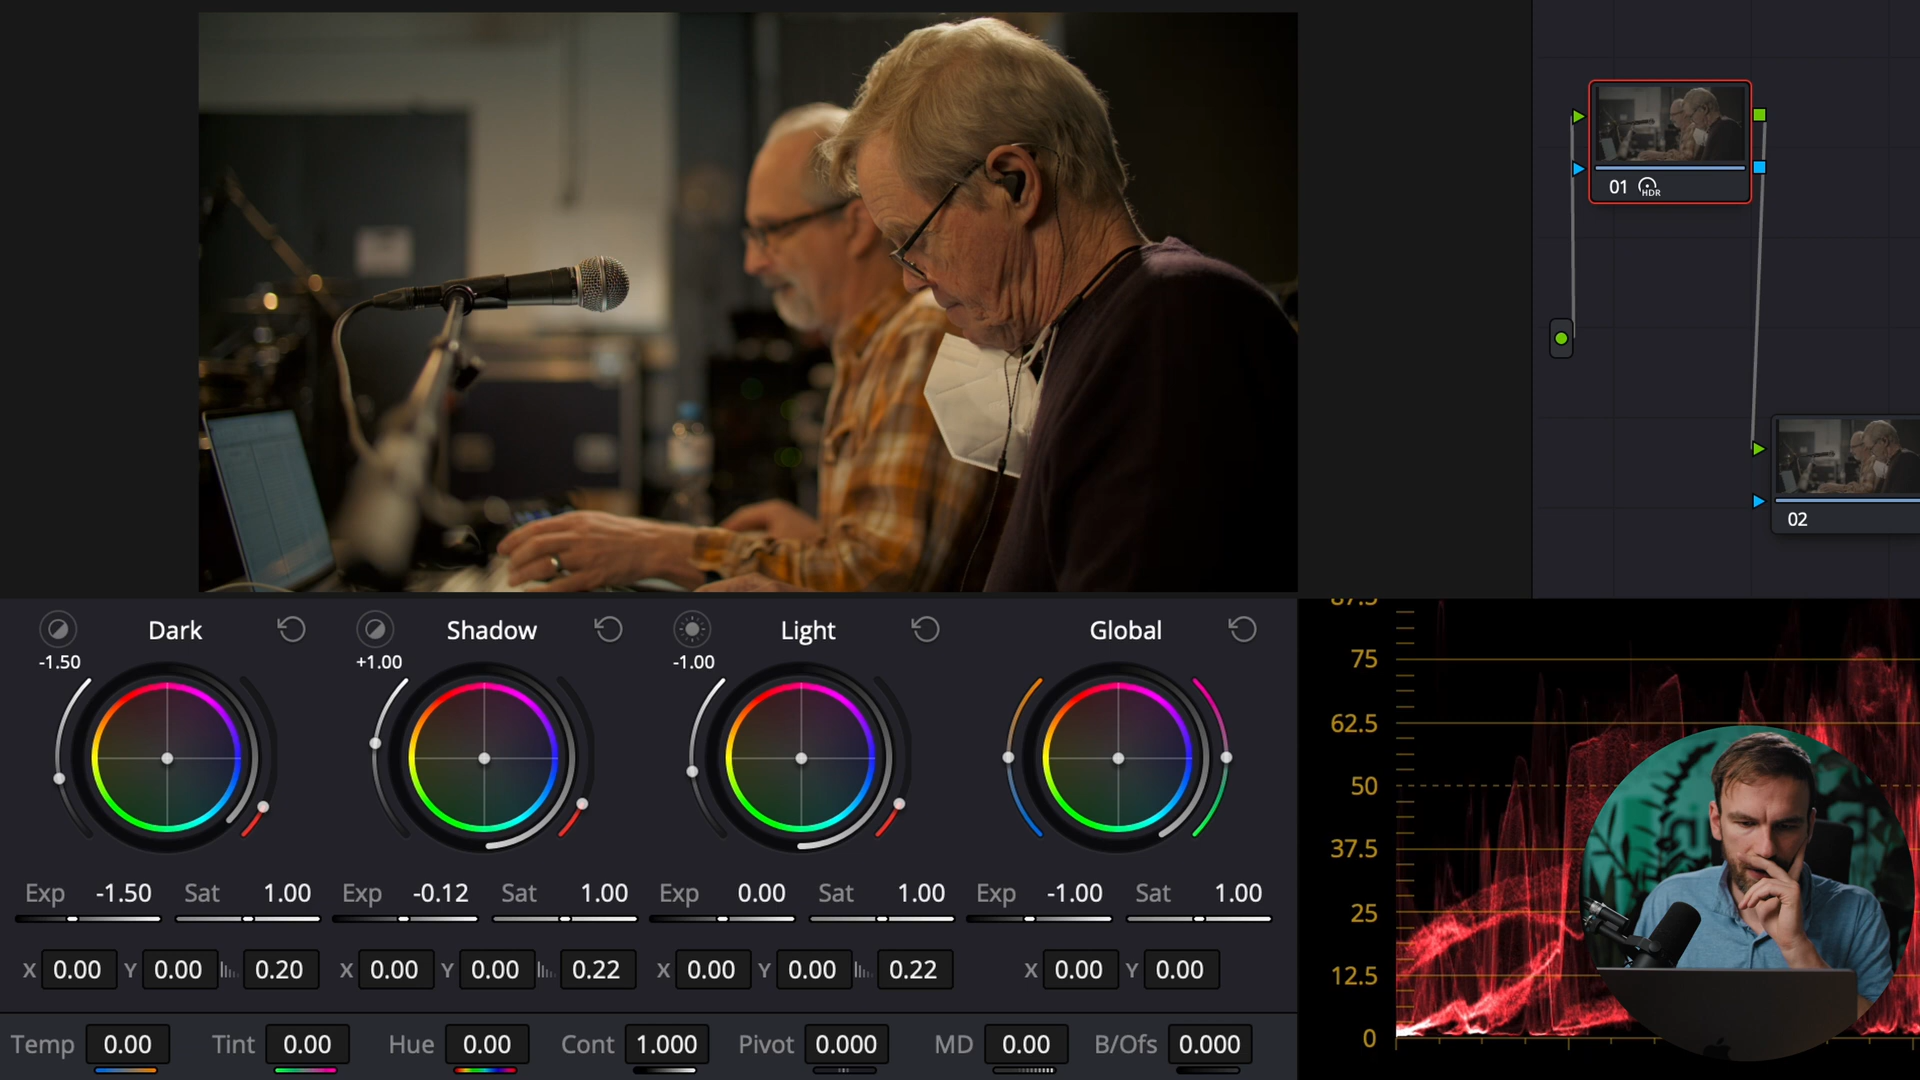 01 HDR
02
Dark
Shadow
Light
Global
-1.50
+1.00
-1.00
Exp -1.50 Sat 1.00 Exp -0.12 Sat 1.00 Exp 0.00 Sat 1.00 Exp -1.00 Sat 1.00
X 0.00 Y 0.00 0.20 X 0.00 Y 0.00 0.22 X 0.00 Y 0.00 0.22 X 0.00 Y 0.00
Temp 0.00 Tint 0.00 Hue 0.00 Cont 1.000 Pivot 0.000 MD 0.00 B/Ofs 0.000
87.5
75
62.5
50
37.5
25
12.5
0